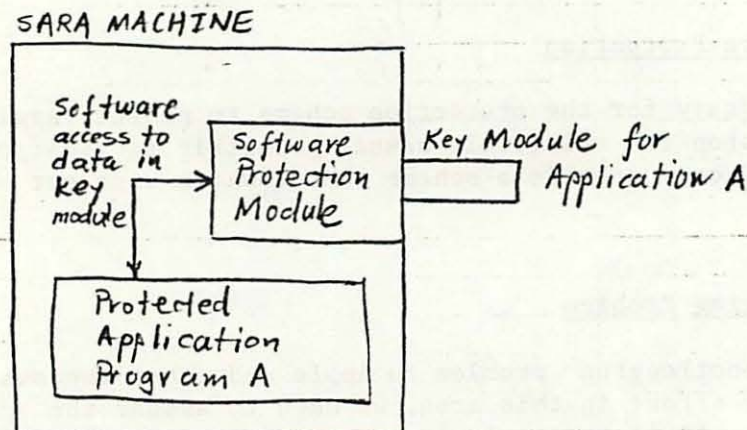 SARA MACHINE
Software
access to
data in
key
module
Software
Protection
Module
Key Module for
Application A
Protected
Application
Program A